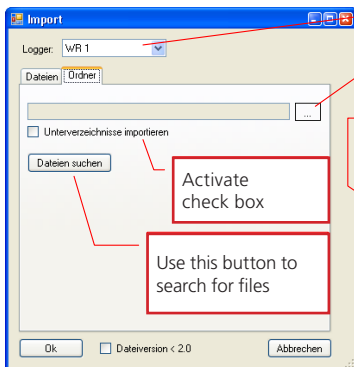 Import
Logger: WR 1
Dateien Ordner
...
Unterverzeichnisse importieren
Dateien suchen
Activate
check box
Use this button to
search for files
Ok Dateiversion < 2.0 Abbrechen